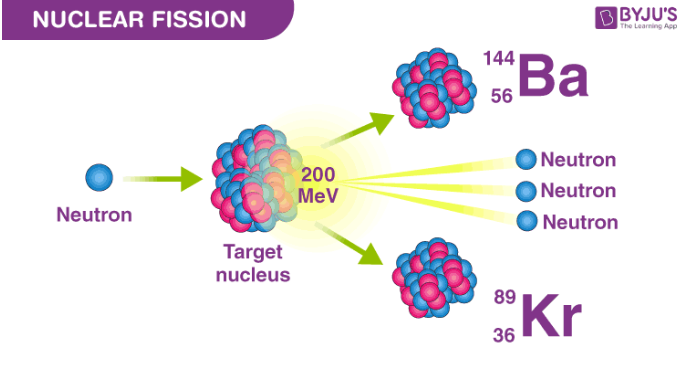 NUCLEAR FISSION
BYJU'S
The Learning App
144
56
Ba
Neutron
Target
nucleus
200
MeV
Neutron
Neutron
Neutron
89
36
Kr